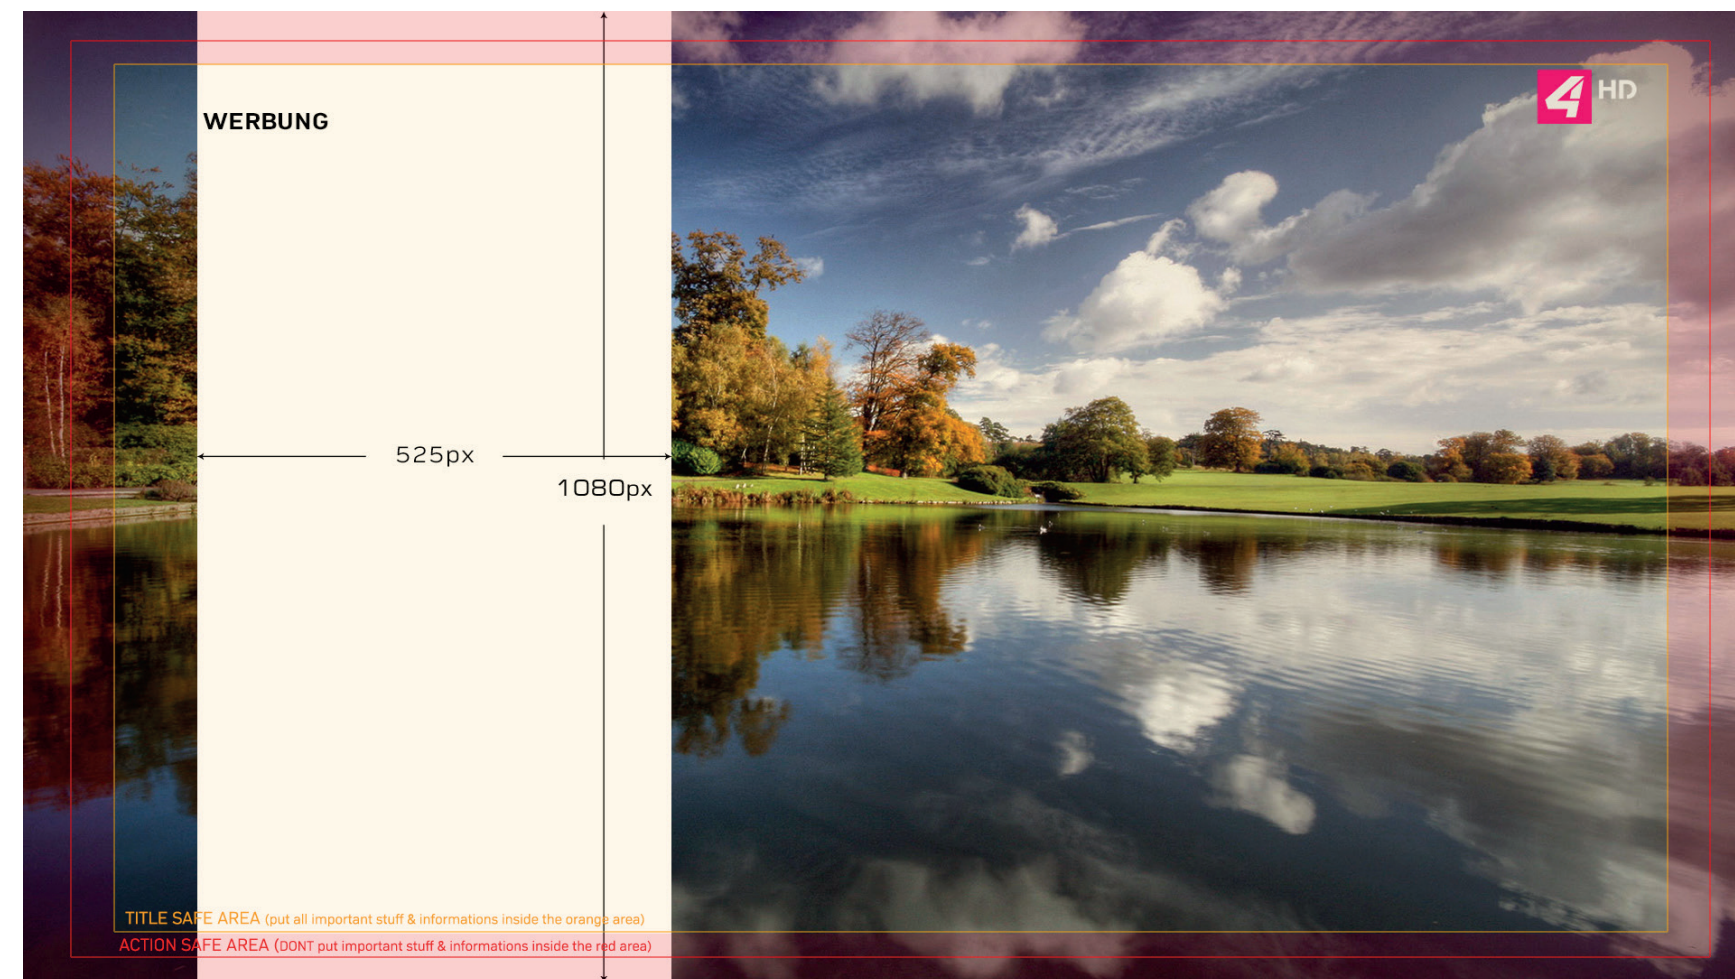 4 HD
WERBUNG
525px
1080px
TITLE SAFE AREA (put all important stuff & informations inside the orange area)
ACTION SAFE AREA (DONT put important stuff & informations inside the red area)